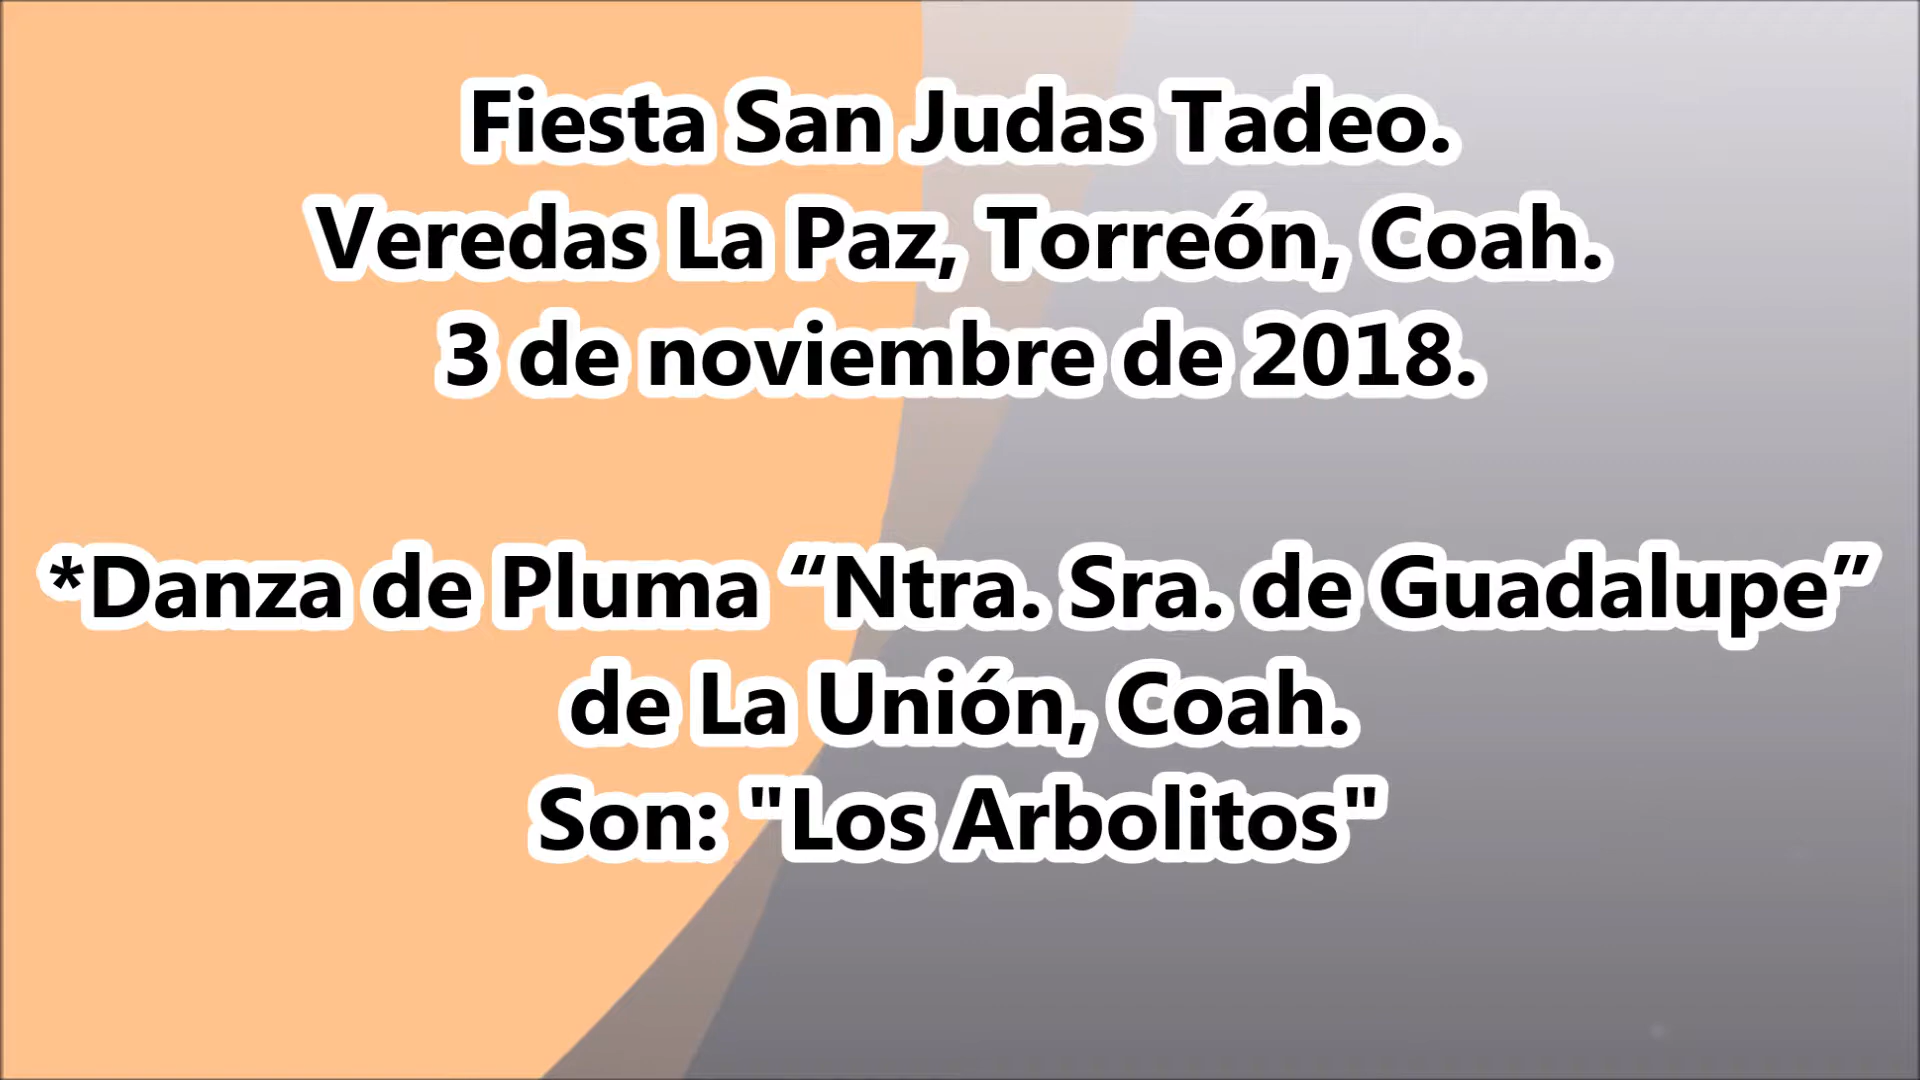 Fiesta San Judas Tadeo.
Veredas La Paz, Torreón, Coah.
3 de noviembre de 2018.
*Danza de Pluma “Ntra. Sra. de Guadalupe”
de La Unión, Coah.
Son: "Los Arbolitos"